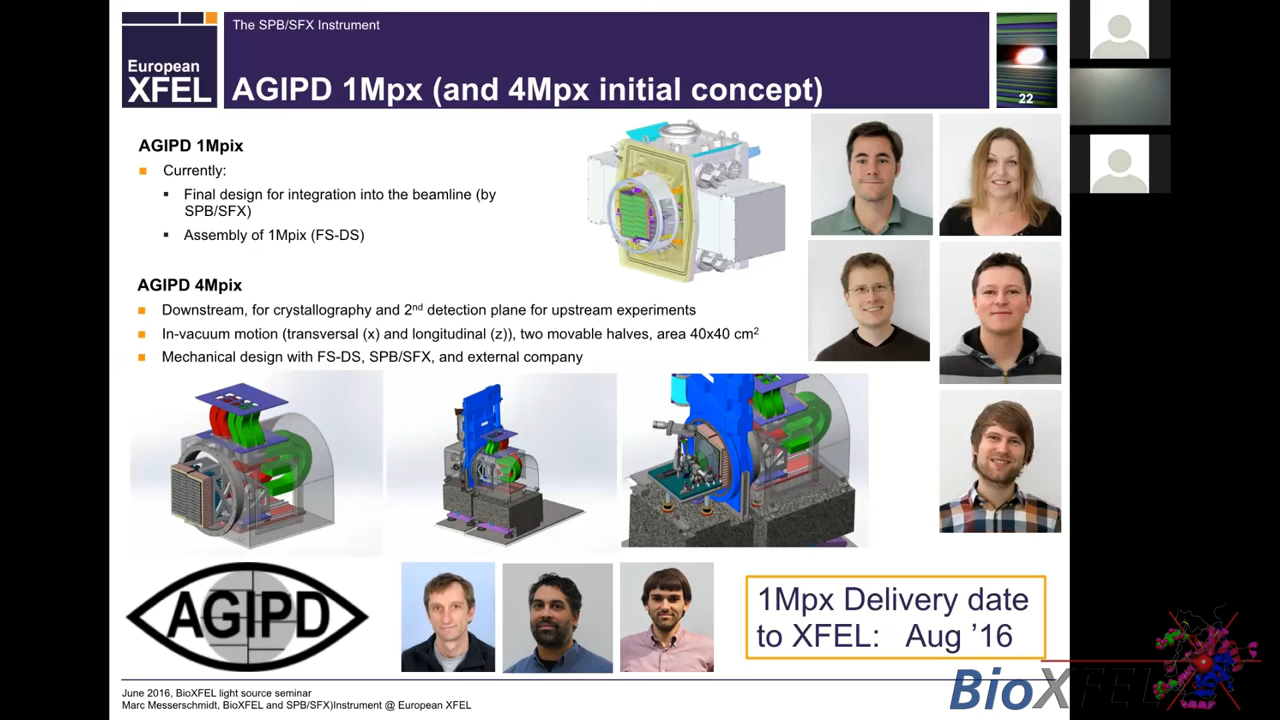 The SPB/SFX Instrument
European
XFEL
AGIPD 1Mpx (and 4Mpx initial concept)
22
AGIPD 1Mpix
Currently:
Final design for integration into the beamline (by
SPB/SFX)
Assembly of 1Mpix (FS-DS)
AGIPD 4Mpix
Downstream, for crystallography and 2nd detection plane for upstream experiments
In-vacuum motion (transversal (x) and longitudinal (z)), two movable halves, area 40x40 cm2
Mechanical design with FS-DS, SPB/SFX, and external company
AGIPD
1Mpx Delivery date
to XFEL: Aug ’16
June 2016, BioXFEL light source seminar
Marc Messerschmidt, BioXFEL and SPB/SFX)Instrument @ European XFEL
BioXFEL